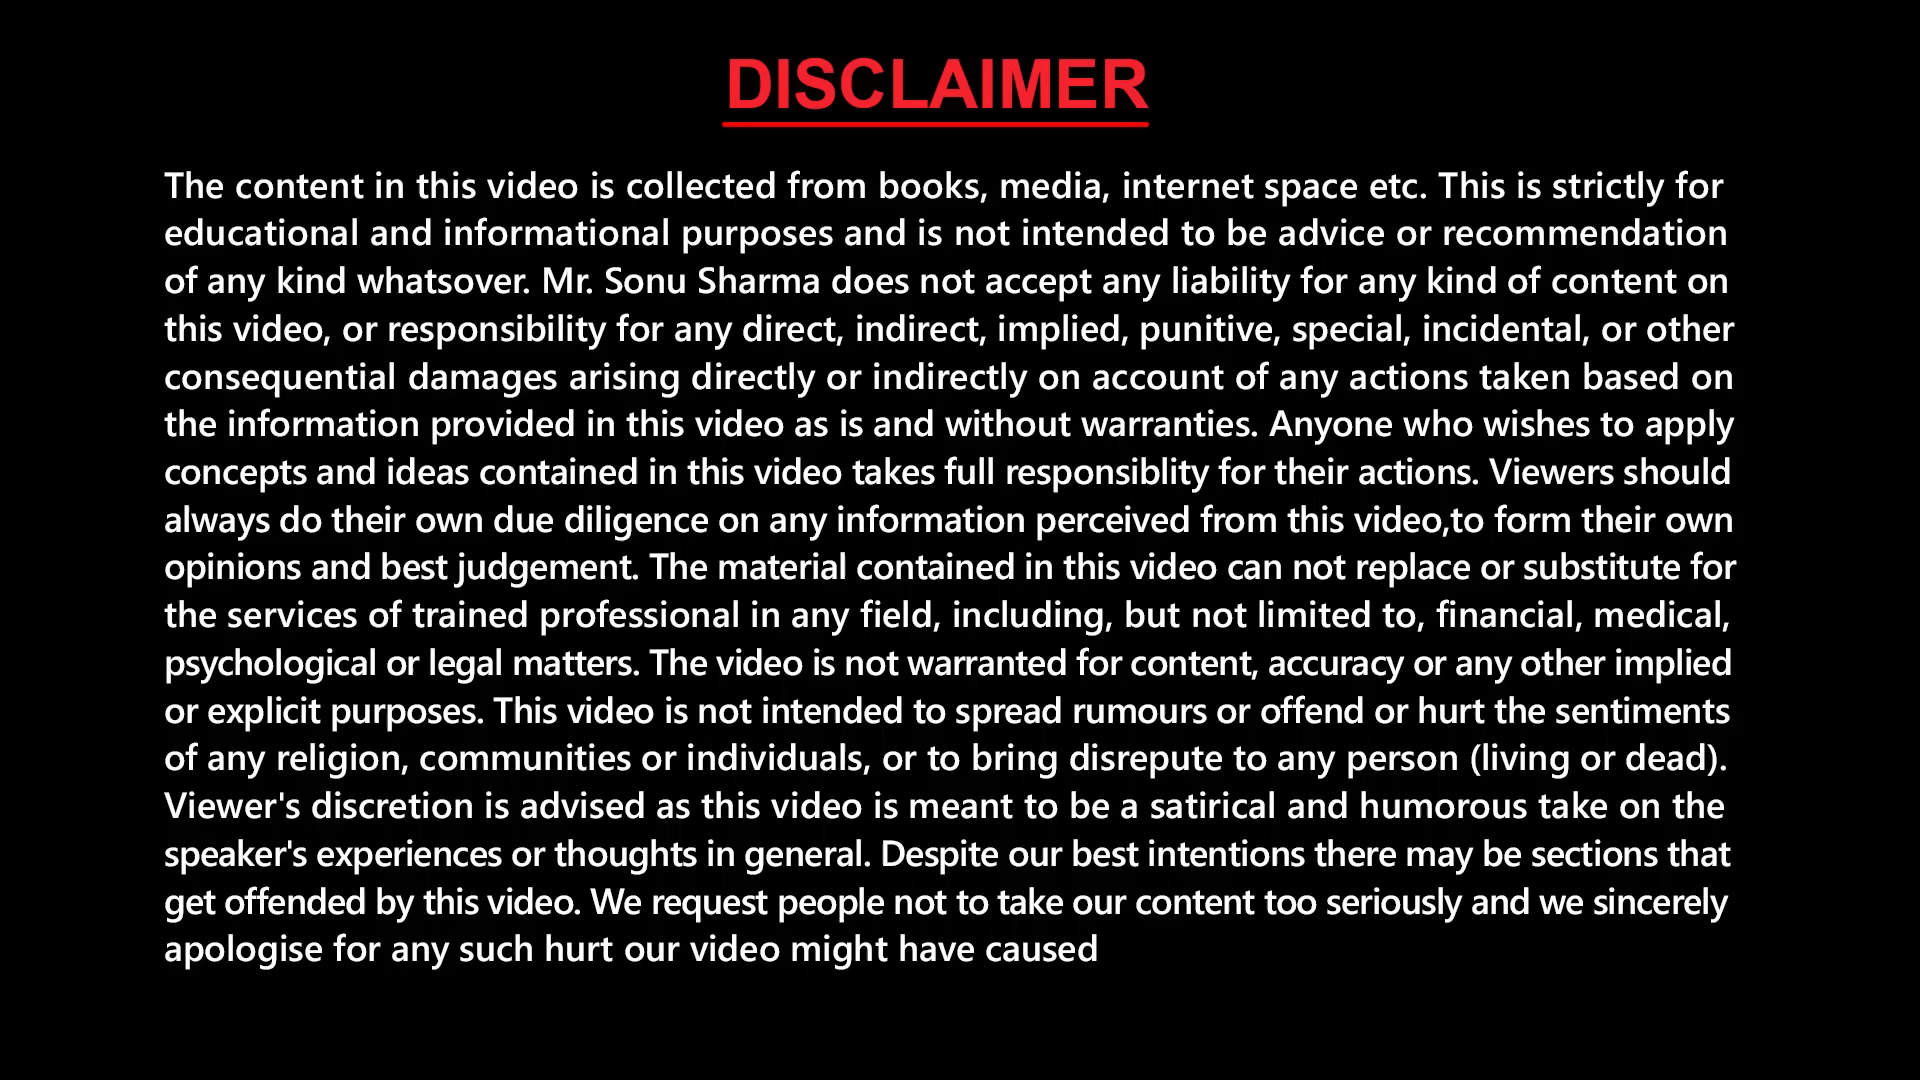 DISCLAIMER
The content in this video is collected from books, media, internet space etc. This is strictly for
educational and informational purposes and is not intended to be advice or recommendation
of any kind whatsover. Mr. Sonu Sharma does not accept any liability for any kind of content on
this video, or responsibility for any direct, indirect, implied, punitive, special, incidental, or other
consequential damages arising directly or indirectly on account of any actions taken based on
the information provided in this video as is and without warranties. Anyone who wishes to apply
concepts and ideas contained in this video takes full responsiblity for their actions. Viewers should
always do their own due diligence on any information perceived from this video,to form their own
opinions and best judgement. The material contained in this video can not replace or substitute for
the services of trained professional in any field, including, but not limited to, financial, medical,
psychological or legal matters. The video is not warranted for content, accuracy or any other implied
or explicit purposes. This video is not intended to spread rumours or offend or hurt the sentiments
of any religion, communities or individuals, or to bring disrepute to any person (living or dead).
Viewer's discretion is advised as this video is meant to be a satirical and humorous take on the
speaker's experiences or thoughts in general. Despite our best intentions there may be sections that
get offended by this video. We request people not to take our content too seriously and we sincerely
apologise for any such hurt our video might have caused